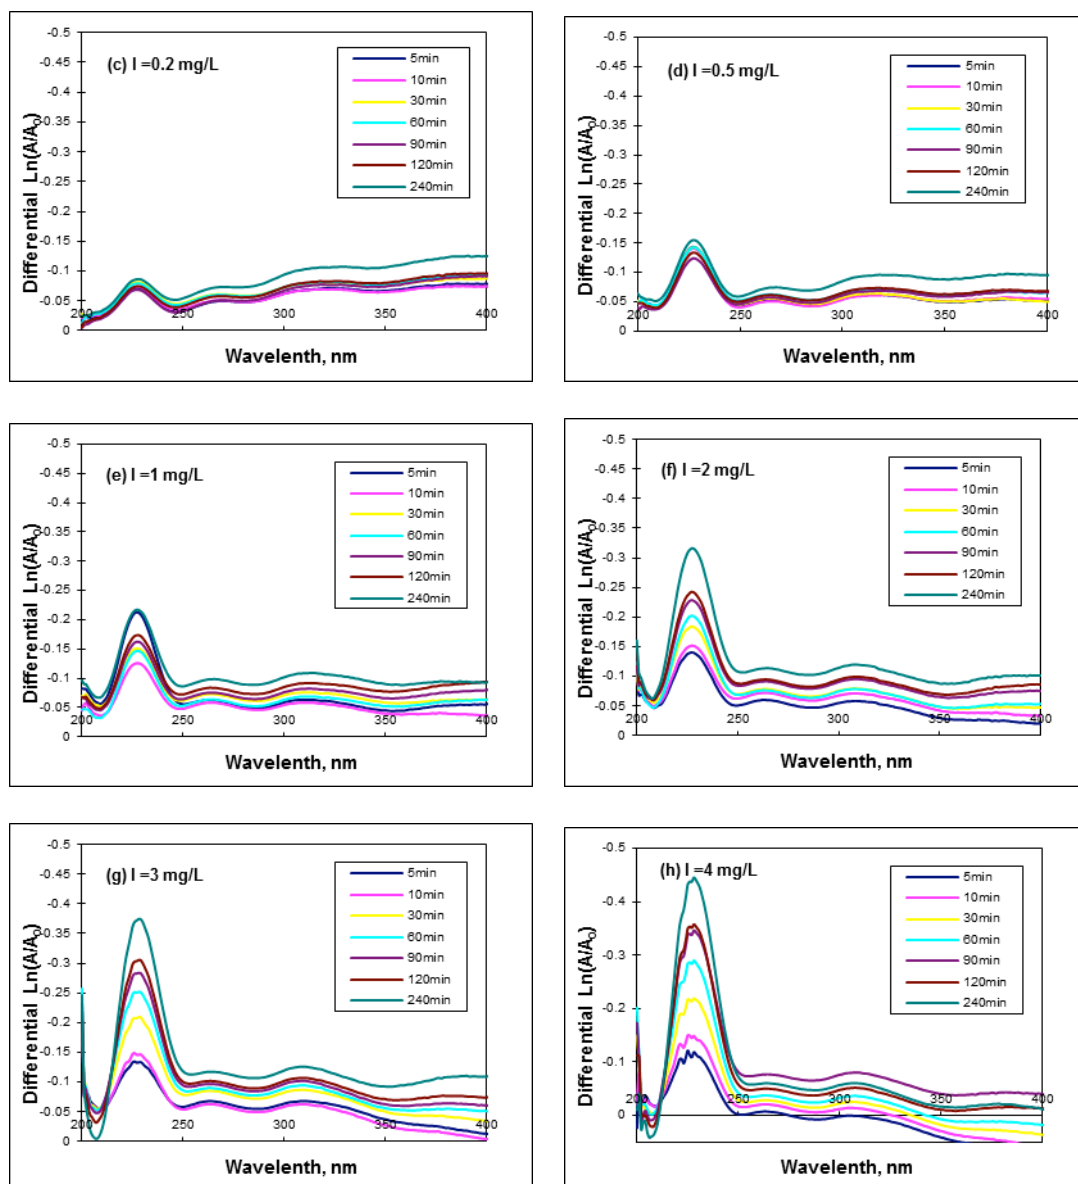 (c) I =0.2 mg/L
Differential Ln(A/A0)
-0.5
-0.45
-0.4
-0.35
-0.3
-0.25
-0.2
-0.15
-0.1
-0.05
0
200 250 300 350 400
Wavelenth, nm
5min
10min
30min
60min
90min
120min
240min
(d) I =0.5 mg/L
Differential Ln(A/A0)
-0.5
-0.45
-0.4
-0.35
-0.3
-0.25
-0.2
-0.15
-0.1
-0.05
0
200 250 300 350 400
Wavelenth, nm
5min
10min
30min
60min
90min
120min
240min
(e) I =1 mg/L
Differential Ln(A/A0)
-0.5
-0.45
-0.4
-0.35
-0.3
-0.25
-0.2
-0.15
-0.1
-0.05
0
200 250 300 350 400
Wavelenth, nm
5min
10min
30min
60min
90min
120min
240min
(f) I =2 mg/L
Differential Ln(A/A0)
-0.5
-0.45
-0.4
-0.35
-0.3
-0.25
-0.2
-0.15
-0.1
-0.05
0
200 250 300 350 400
Wavelenth, nm
5min
10min
30min
60min
90min
120min
240min
(g) I =3 mg/L
Differential Ln(A/A0)
-0.5
-0.45
-0.4
-0.35
-0.3
-0.25
-0.2
-0.15
-0.1
-0.05
0
200 250 300 350 400
Wavelenth, nm
5min
10min
30min
60min
90min
120min
240min
(h) I =4 mg/L
Differential Ln(A/A0)
-0.5
-0.4
-0.3
-0.2
-0.1
0
200 250 300 350 400
Wavelenth, nm
5min
10min
30min
60min
90min
120min
240min